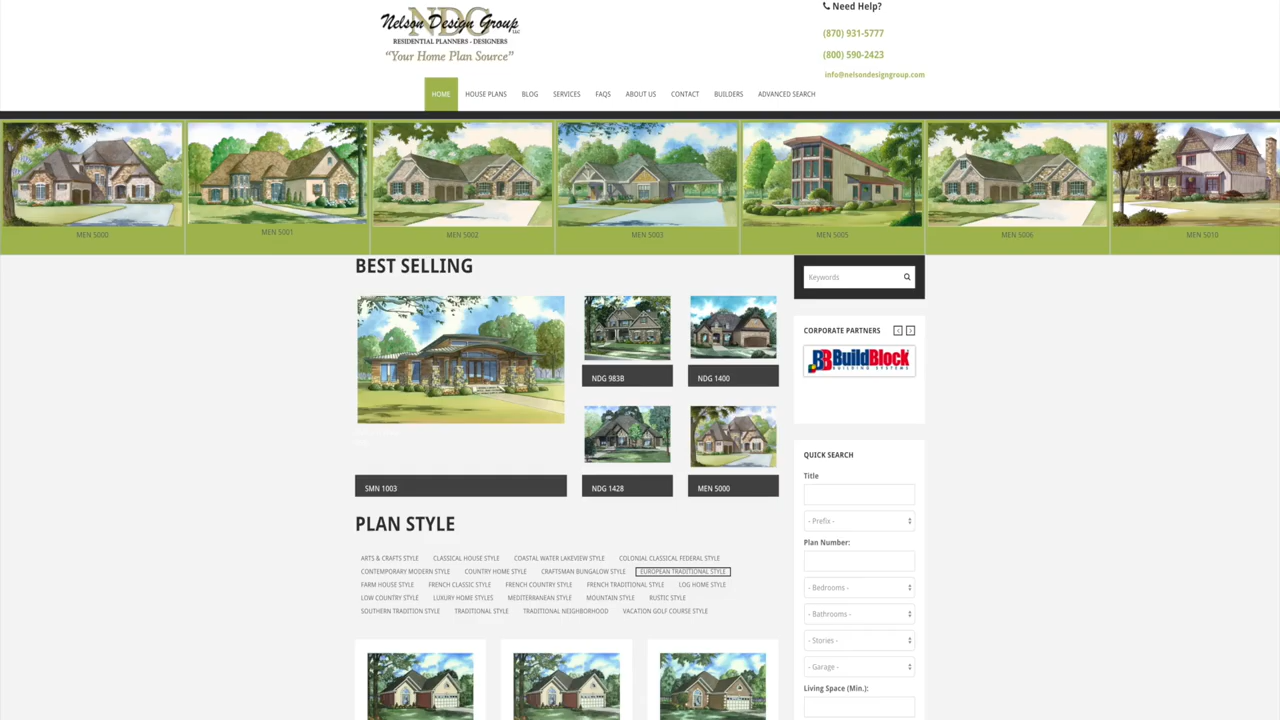 NDG
Nelson Design Group LLC
RESIDENTIAL PLANNERS - DESIGNERS
"Your Home Plan Source"
Need Help?
(870) 931-5777
(800) 590-2423
info@nelsondesigngroup.com
HOME HOUSE PLANS BLOG SERVICES FAQS ABOUT US CONTACT BUILDERS ADVANCED SEARCH
MEN 5000 MEN 5001 MEN 5002 MEN 5003 MEN 5005 MEN 5006 MEN 5010
BEST SELLING
SMN 1003
NDG 983B
NDG 1400
NDG 1428
MEN 5000
PLAN STYLE
ARTS & CRAFTS STYLE CLASSICAL HOUSE STYLE COASTAL WATER LAKEVIEW STYLE COLONIAL CLASSICAL FEDERAL STYLE
CONTEMPORARY MODERN STYLE COUNTRY HOME STYLE CRAFTSMAN BUNGALOW STYLE EUROPEAN TRADITIONAL STYLE
FARM HOUSE STYLE FRENCH CLASSIC STYLE FRENCH COUNTRY STYLE FRENCH TRADITIONAL STYLE LOG HOME STYLE
LOW COUNTRY STYLE LUXURY HOME STYLES MEDITERRANEAN STYLE MOUNTAIN STYLE RUSTIC STYLE
SOUTHERN TRADITION STYLE TRADITIONAL STYLE TRADITIONAL NEIGHBORHOOD VACATION GOLF COURSE STYLE
Keywords
CORPORATE PARTNERS
BB BuildBlock
BUILDING SYSTEMS
QUICK SEARCH
Title
- Prefix -
Plan Number:
- Bedrooms -
- Bathrooms -
- Stories -
- Garage -
Living Space (Min.):